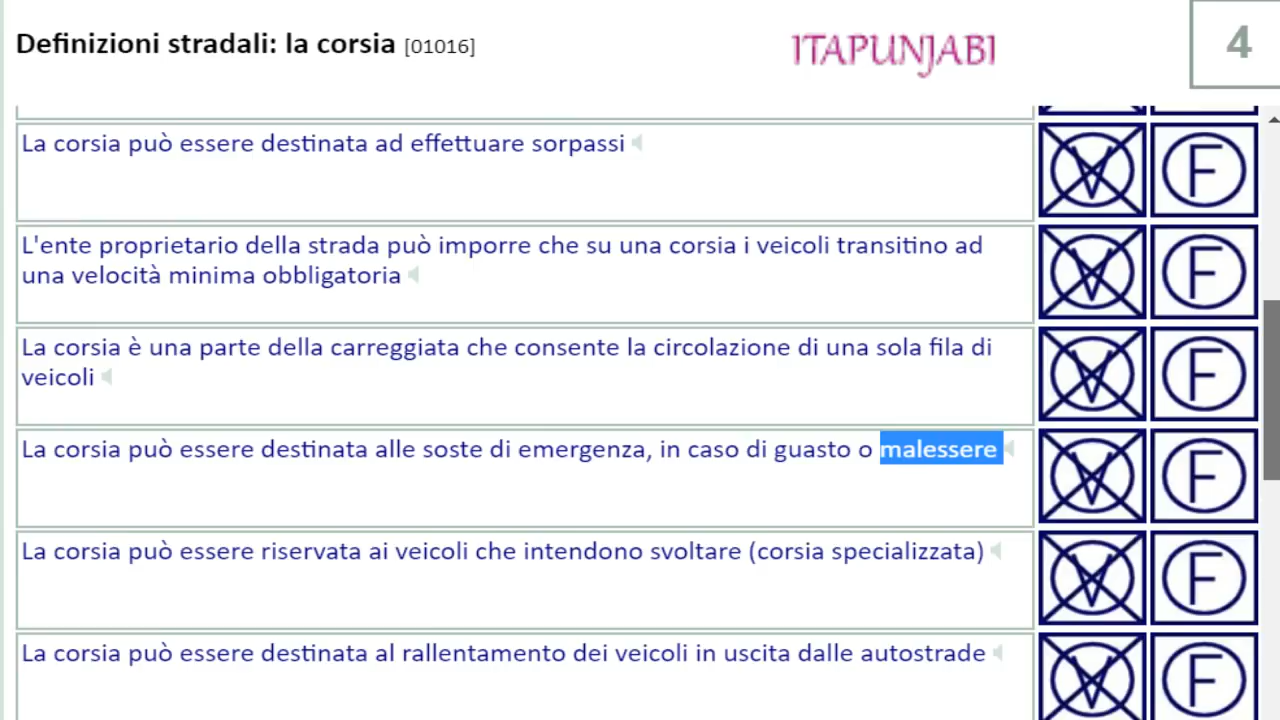 Definizioni stradali: la corsia [01016]
ITAPUNJABI
4
La corsia può essere destinata ad effettuare sorpassi
V F
L'ente proprietario della strada può imporre che su una corsia i veicoli transitino ad
una velocità minima obbligatoria
V F
La corsia è una parte della carreggiata che consente la circolazione di una sola fila di
veicoli
V F
La corsia può essere destinata alle soste di emergenza, in caso di guasto o malessere
V F
La corsia può essere riservata ai veicoli che intendono svoltare (corsia specializzata)
V F
La corsia può essere destinata al rallentamento dei veicoli in uscita dalle autostrade
V F